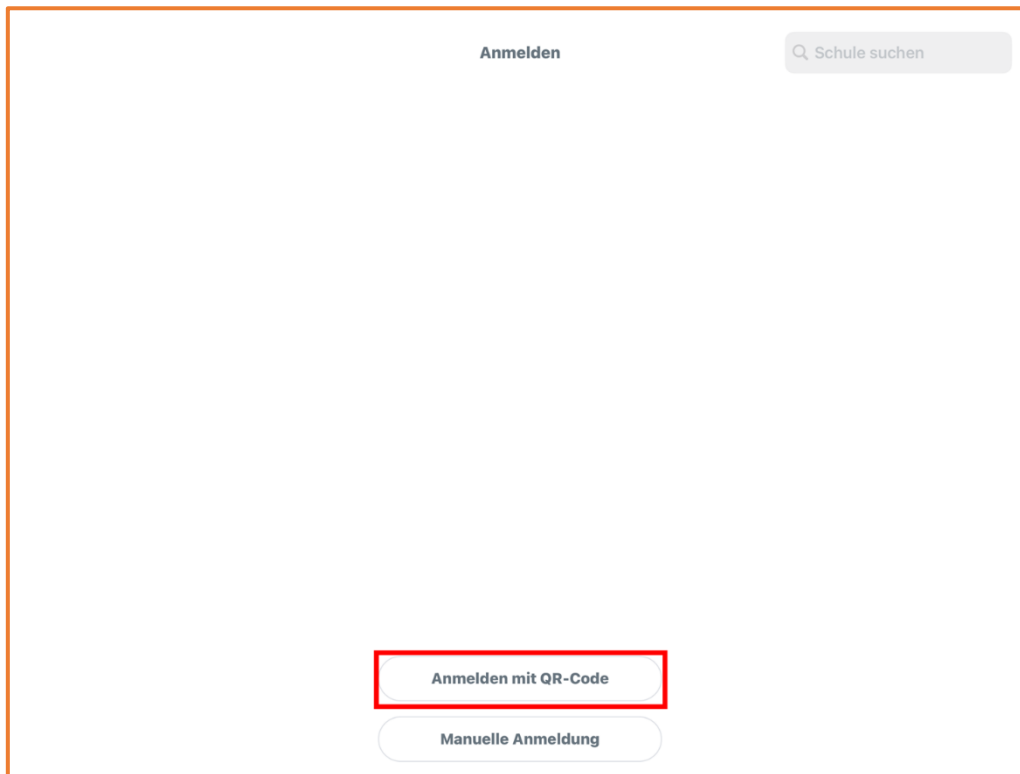 Anmelden
Schule suchen
Anmelden mit QR-Code
Manuelle Anmeldung